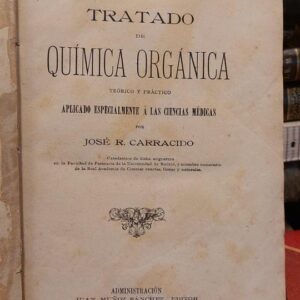 TRATADO
DE
QUÍMICA ORGÁNICA
TEÓRICO Y PRÁCTICO
APLICADO ESPECIALMENTE Á LAS CIENCIAS MÉDICAS
POR
JOSÉ R. CARRACIDO
Catedrático de dicha asignatura
en la Facultad de Farmacia de la Universidad de Madrid, y miembro numerario
de la Real Academia de Ciencias exactas, físicas y naturales.
ADMINISTRACIÓN
JUAN MUÑOZ SÁNCHEZ, EDITOR